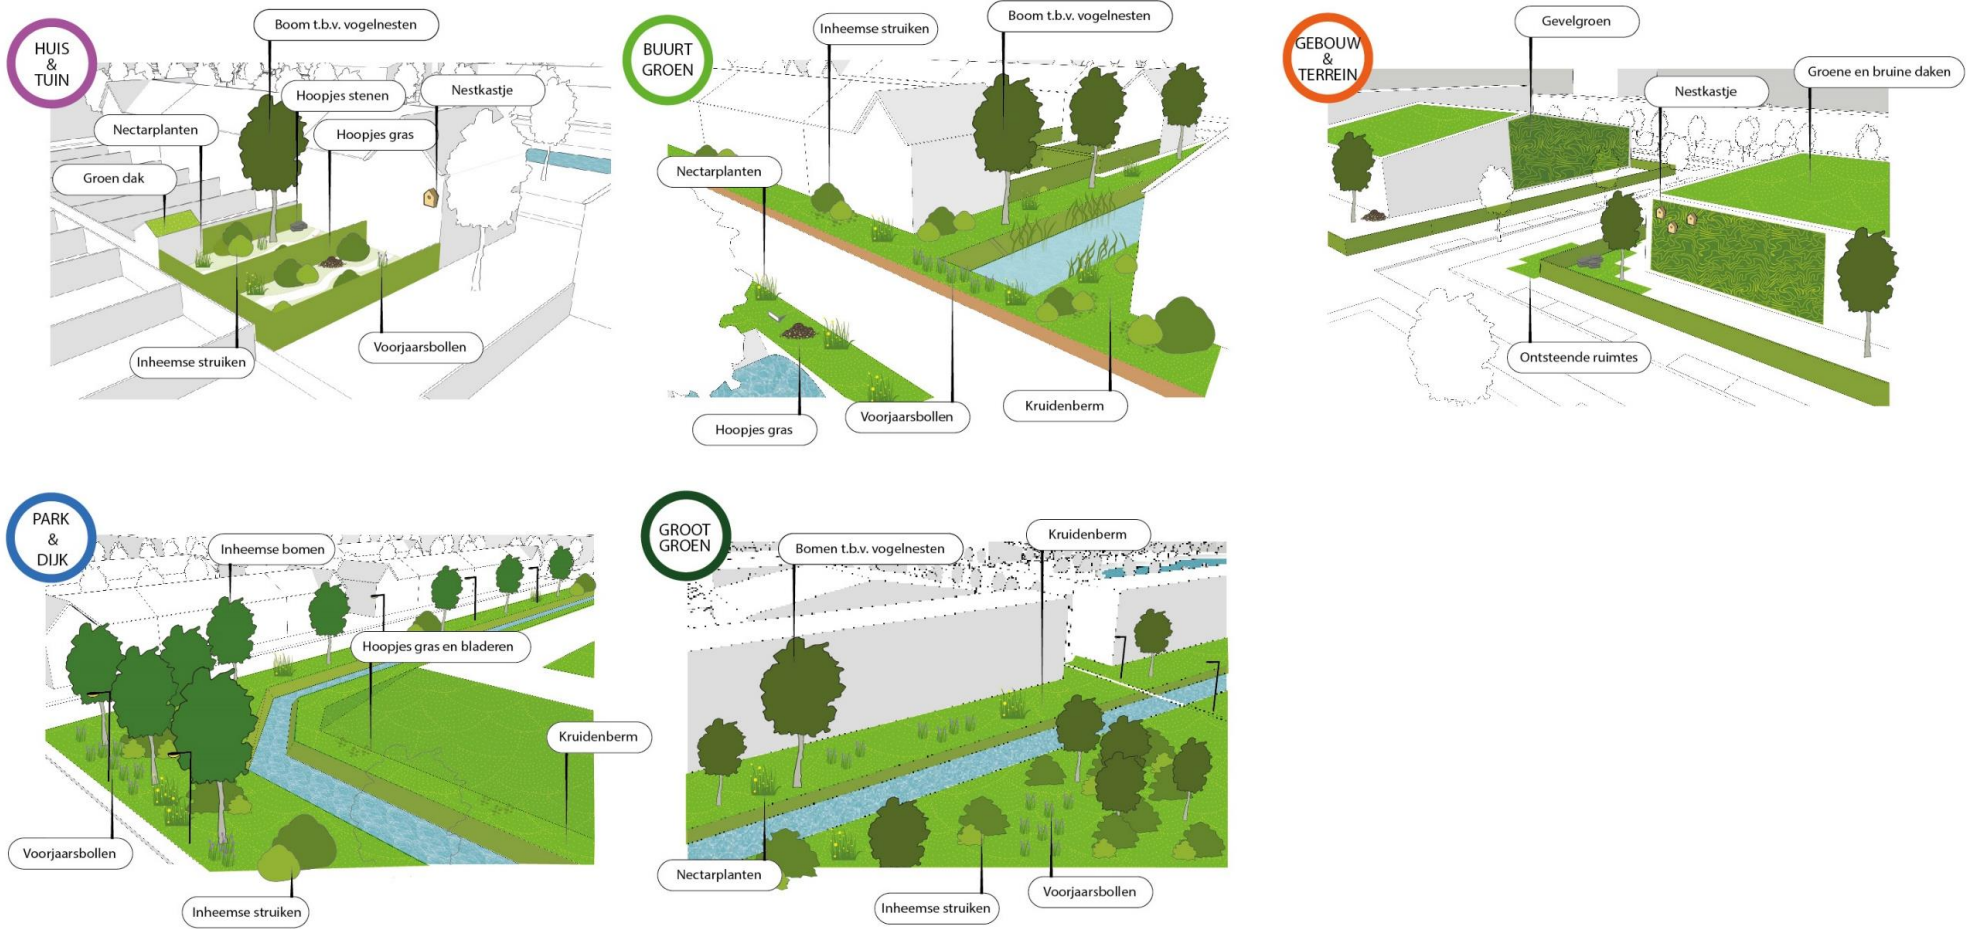 HUIS
&
TUIN
Boom t.b.v. vogelnesten
Hoopjes stenen
Nestkastje
Nectarplanten
Hoopjes gras
Groen dak
Voorjaarsbollen
Inheemse struiken
BUURT
GROEN
Inheemse struiken
Boom t.b.v. vogelnesten
Nectarplanten
Kruidenberm
Voorjaarsbollen
Hoopjes gras
GEBOUW
&
TERREIN
Gevelgroen
Groene en bruine daken
Nestkastje
Ontsteende ruimtes
PARK
&
DIJK
Inheemse bomen
Hoopjes gras en bladeren
Kruidenberm
Voorjaarsbollen
Inheemse struiken
GROOT
GROEN
Bomen t.b.v. vogelnesten
Kruidenberm
Nectarplanten
Inheemse struiken
Voorjaarsbollen